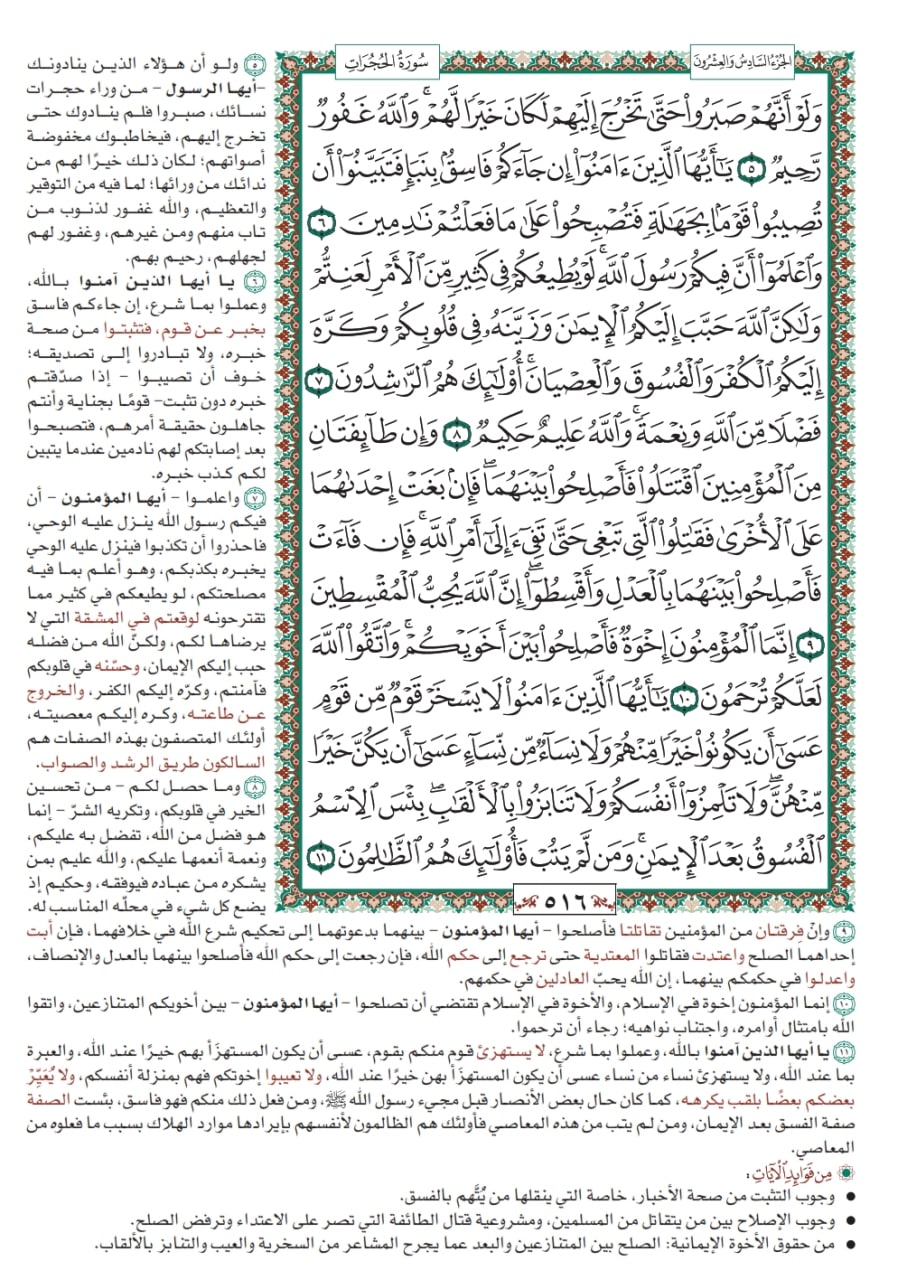 الجُزْءُ السَّادِسُ وَالعِشْرُونَ
سُورَةُ الحُجُرَاتِ
وَلَوْ أَنَّهُمْ صَبَرُواْ حَتَّىٰ تَخْرُجَ إِلَيْهِمْ لَكَانَ خَيْرًا لَّهُمْۚ وَٱللَّهُ غَفُورٌ
رَّحِيمٌ ٥ يَٰٓأَيُّهَا ٱلَّذِينَ ءَامَنُوٓاْ إِن جَآءَكُمْ فَاسِقُۢ بِنَبَإٖ فَتَبَيَّنُوٓاْ أَن
تُصِيبُواْ قَوْمَۢا بِجَهَٰلَةٖ فَتُصْبِحُواْ عَلَىٰ مَا فَعَلْتُمْ نَٰدِمِينَ ٦
وَٱعْلَمُوٓاْ أَنَّ فِيكُمْ رَسُولَ ٱللَّهِۚ لَوْ يُطِيعُكُمْ فِي كَثِيرٖ مِّنَ ٱلْأَمْرِ لَعَنِتُّمْ
وَلَٰكِنَّ ٱللَّهَ حَبَّبَ إِلَيْكُمُ ٱلْإِيمَٰنَ وَزَيَّنَهُۥ فِي قُلُوبِكُمْ وَكَرَّهَ
إِلَيْكُمُ ٱلْكُفْرَ وَٱلْفُسُوقَ وَٱلْعِصْيَانَۚ أُوْلَٰٓئِكَ هُمُ ٱلرَّٰشِدُونَ ٧
فَضْلًا مِّنَ ٱللَّهِ وَنِعْمَةًۚ وَٱللَّهُ عَلِيمٌ حَكِيمٌ ٨ وَإِن طَآئِفَتَانِ
مِنَ ٱلْمُؤْمِنِينَ ٱقْتَتَلُواْ فَأَصْلِحُواْ بَيْنَهُمَاۖ فَإِنۢ بَغَتْ إِحْدَىٰهُمَا
عَلَى ٱلْأُخْرَىٰ فَقَٰتِلُواْ ٱلَّتِي تَبْغِي حَتَّىٰ تَفِيٓءَ إِلَىٰٓ أَمْرِ ٱللَّهِۚ فَإِن فَآءَتْ
فَأَصْلِحُواْ بَيْنَهُمَا بِٱلْعَدْلِ وَأَقْسِطُوٓاْۖ إِنَّ ٱللَّهَ يُحِبُّ ٱلْمُقْسِطِينَ
٩ إِنَّمَا ٱلْمُؤْمِنُونَ إِخْوَةٌ فَأَصْلِحُواْ بَيْنَ أَخَوَيْكُمْۚ وَٱتَّقُواْ ٱللَّهَ
لَعَلَّكُمْ تُرْحَمُونَ ١٠ يَٰٓأَيُّهَا ٱلَّذِينَ ءَامَنُواْ لَا يَسْخَرْ قَوْمٌ مِّن قَوْمٍ
عَسَىٰٓ أَن يَكُونُواْ خَيْرًا مِّنْهُمْ وَلَا نِسَآءٌ مِّن نِّسَآءٍ عَسَىٰٓ أَن يَكُنَّ خَيْرًا
مِّنْهُنَّۖ وَلَا تَلْمِزُوٓاْ أَنفُسَكُمْ وَلَا تَنَابَزُواْ بِٱلْأَلْقَٰبِۖ بِئْسَ ٱلِٱسْمُ
ٱلْفُسُوقُ بَعْدَ ٱلْإِيمَٰنِۚ وَمَن لَّمْ يَتُبْ فَأُوْلَٰٓئِكَ هُمُ ٱلظَّٰلِمُونَ ١١
٥١٦
٥ ولو أن هؤلاء الذين ينادونك
-أيها الرسول - من وراء حجرات
نسائك، صبروا فلم ينادوك حتى
تخرج إليهم، فيخاطبوك مخفوضة
أصواتهم؛ لكان ذلك خيرًا لهم من
ندائك من ورائها؛ لما فيه من التوقير
والتعظيم، والله غفور لذنوب من
تاب منهم ومن غيرهم، وغفور لهم
لجهلهم، رحيم بهم.
٦ يا أيها الذين آمنوا بالله،
وعملوا بما شرع، إن جاءكم فاسق
بخبر عن قوم، فتثبتوا من صحة
خبره، ولا تبادروا إلى تصديقه؛
خوف أن تصيبوا - إذا صدّقتم
خبره دون تثبت- قومًا بجناية وأنتم
جاهلون حقيقة أمرهم، فتصبحوا
بعد إصابتكم لهم نادمين عندما يتبين
لكم كذب خبره.
٧ واعلموا - أيها المؤمنون - أن
فيكم رسول الله ينزل عليه الوحي،
فاحذروا أن تكذبوا فينزل عليه الوحي
يخبره بكذبكم، وهو أعلم بما فيه
مصلحتكم، لو يطيعكم في كثير مما
تقترحونه لوقعتم في المشقة التي لا
يرضاها لكم، ولكنّ الله من فضله
حبب إليكم الإيمان، وحسّنه في قلوبكم
فآمنتم، وكرّه إليكم الكفر، والخروج
عن طاعته، وكره إليكم معصيته،
أولئك المتصفون بهذه الصفات هم
السالكون طريق الرشد والصواب.
٨ وما حصل لكم - من تحسين
الخير في قلوبكم، وتكريه الشرّ - إنما
هو فضل من الله، تفضل به عليكم،
ونعمة أنعمها عليكم، والله عليم بمن
يشكره من عباده فيوفقه، وحكيم إذ
يضع كل شيء في محلّه المناسب له.
٩ وإنْ فِرقتان من المؤمنين تقاتلتا فأصلحوا - أيها المؤمنون - بينهما بدعوتهما إلى تحكيم شرع الله في خلافهما، فإن أبت
إحداهما الصلح واعتدت فقاتلوا المعتدية حتى ترجع إلى حكم الله، فإن رجعت إلى حكم الله فأصلحوا بينهما بالعدل والإنصاف،
واعدلوا في حكمكم بينهما، إن الله يحبّ العادلين في حكمهم.
١٠ إنما المؤمنون إخوة في الإسلام، والأخوة في الإسلام تقتضي أن تصلحوا - أيها المؤمنون - بين أخويكم المتنازعين، واتقوا
الله بامتثال أوامره، واجتناب نواهيه؛ رجاء أن ترحموا.
١١ يا أيها الذين آمنوا بالله، وعملوا بما شرع، لا يستهزئ قوم منكم بقوم، عسى أن يكون المستهزَأ بهم خيرًا عند الله، والعبرة
بما عند الله، ولا يستهزئ نساء من نساء عسى أن يكون المستهزَأ بهن خيرًا عند الله، ولا تعيبوا إخوتكم فهم بمنزلة أنفسكم، ولا يُعَيِّرْ
بعضكم بعضًا بلقب يكرهه، كما كان حال بعض الأنصار قبل مجيء رسول الله ﷺ، ومن فعل ذلك منكم فهو فاسق، بئست الصفة
صفة الفسق بعد الإيمان، ومن لم يتب من هذه المعاصي فأولئك هم الظالمون لأنفسهم بإيرادها موارد الهلاك بسبب ما فعلوه من
المعاصي.
مِن فَوَائِدِ الآيَاتِ:
• وجوب التثبت من صحة الأخبار، خاصة التي ينقلها من يُتَّهم بالفسق.
• وجوب الإصلاح بين من يتقاتل من المسلمين، ومشروعية قتال الطائفة التي تصر على الاعتداء وترفض الصلح.
• من حقوق الأخوة الإيمانية: الصلح بين المتنازعين والبعد عما يجرح المشاعر من السخرية والعيب والتنابز بالألقاب.